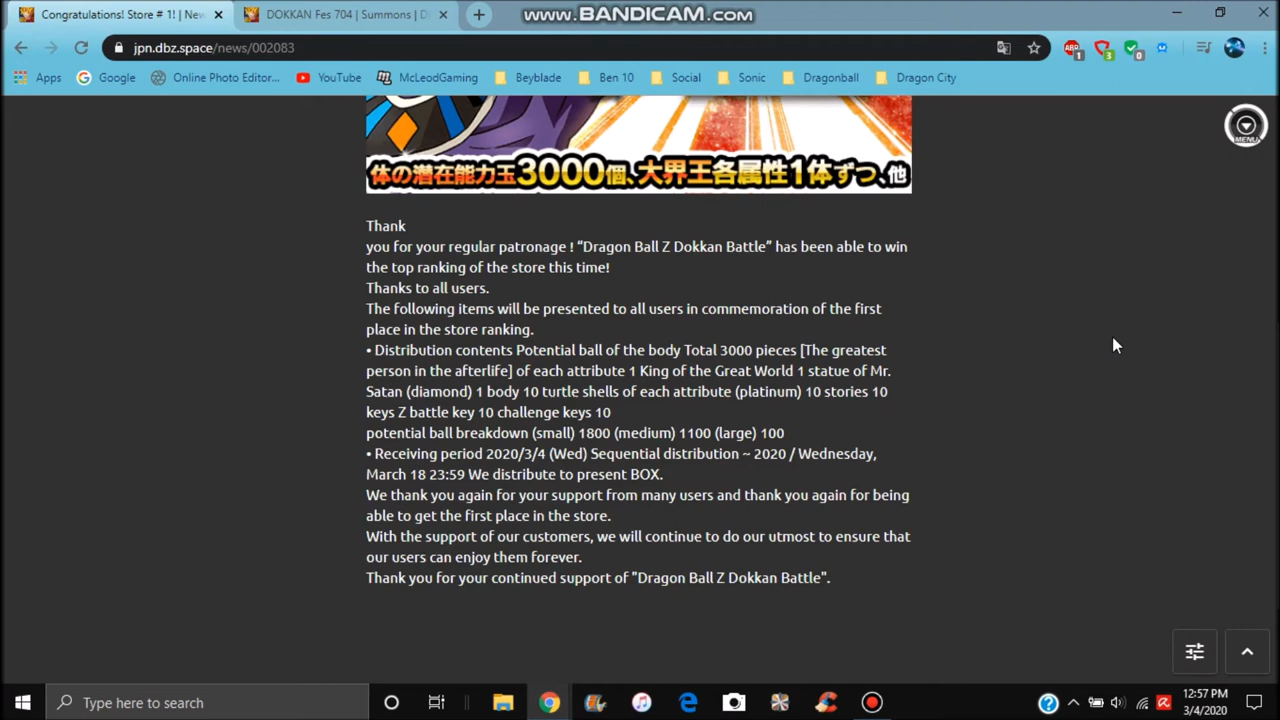 Congratulations! Store # 1! | New
DOKKAN Fes 704 | Summons | D
www.BANDICAM.com
jpn.dbz.space/news/002083
ABP
1
3
0
Apps
Google
Online Photo Editor...
YouTube
McLeodGaming
Beyblade
Ben 10
Social
Sonic
Dragonball
Dragon City
MENU
体の潜在能力玉3000個、大界王各属性1体ずつ、他
Thank
you for your regular patronage ! “Dragon Ball Z Dokkan Battle” has been able to win
the top ranking of the store this time!
Thanks to all users.
The following items will be presented to all users in commemoration of the first
place in the store ranking.
• Distribution contents Potential ball of the body Total 3000 pieces [The greatest
person in the afterlife] of each attribute 1 King of the Great World 1 statue of Mr.
Satan (diamond) 1 body 10 turtle shells of each attribute (platinum) 10 stories 10
keys Z battle key 10 challenge keys 10
potential ball breakdown (small) 1800 (medium) 1100 (large) 100
• Receiving period 2020/3/4 (Wed) Sequential distribution ~ 2020 / Wednesday,
March 18 23:59 We distribute to present BOX.
We thank you again for your support from many users and thank you again for being
able to get the first place in the store.
With the support of our customers, we will continue to do our utmost to ensure that
our users can enjoy them forever.
Thank you for your continued support of "Dragon Ball Z Dokkan Battle".
Type here to search
12:57 PM
3/4/2020